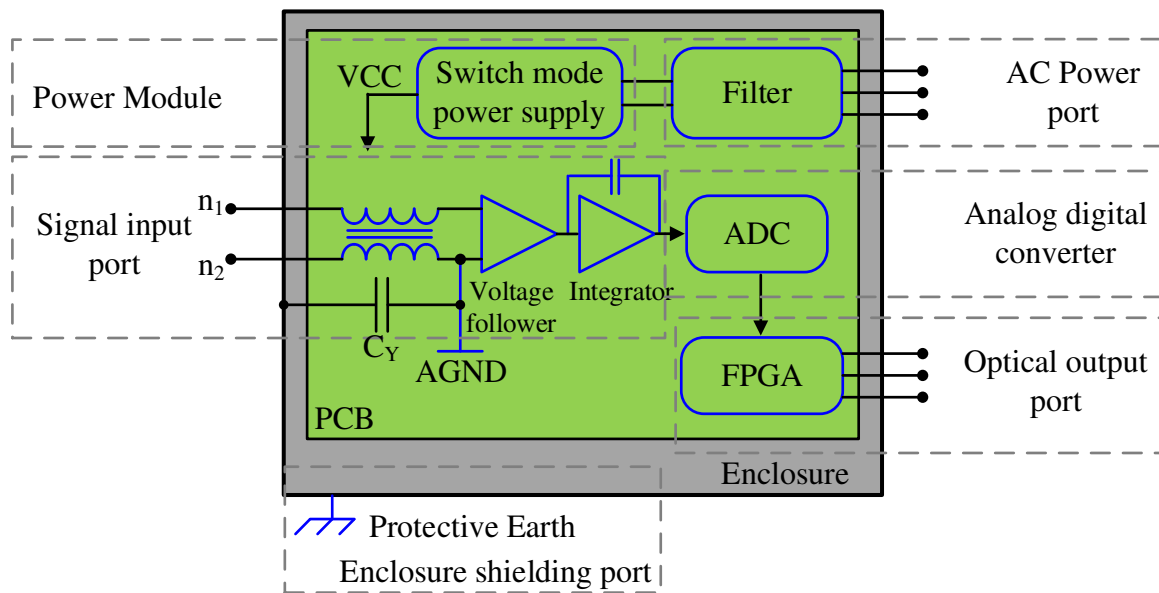 Power Module
VCC
Switch mode
power supply
Filter
AC Power
port
Signal input
port
n₁
n₂
Voltage
follower
Integrator
ADC
Analog digital
converter
C_Y
AGND
FPGA
Optical output
port
PCB
Enclosure
Protective Earth
Enclosure shielding port